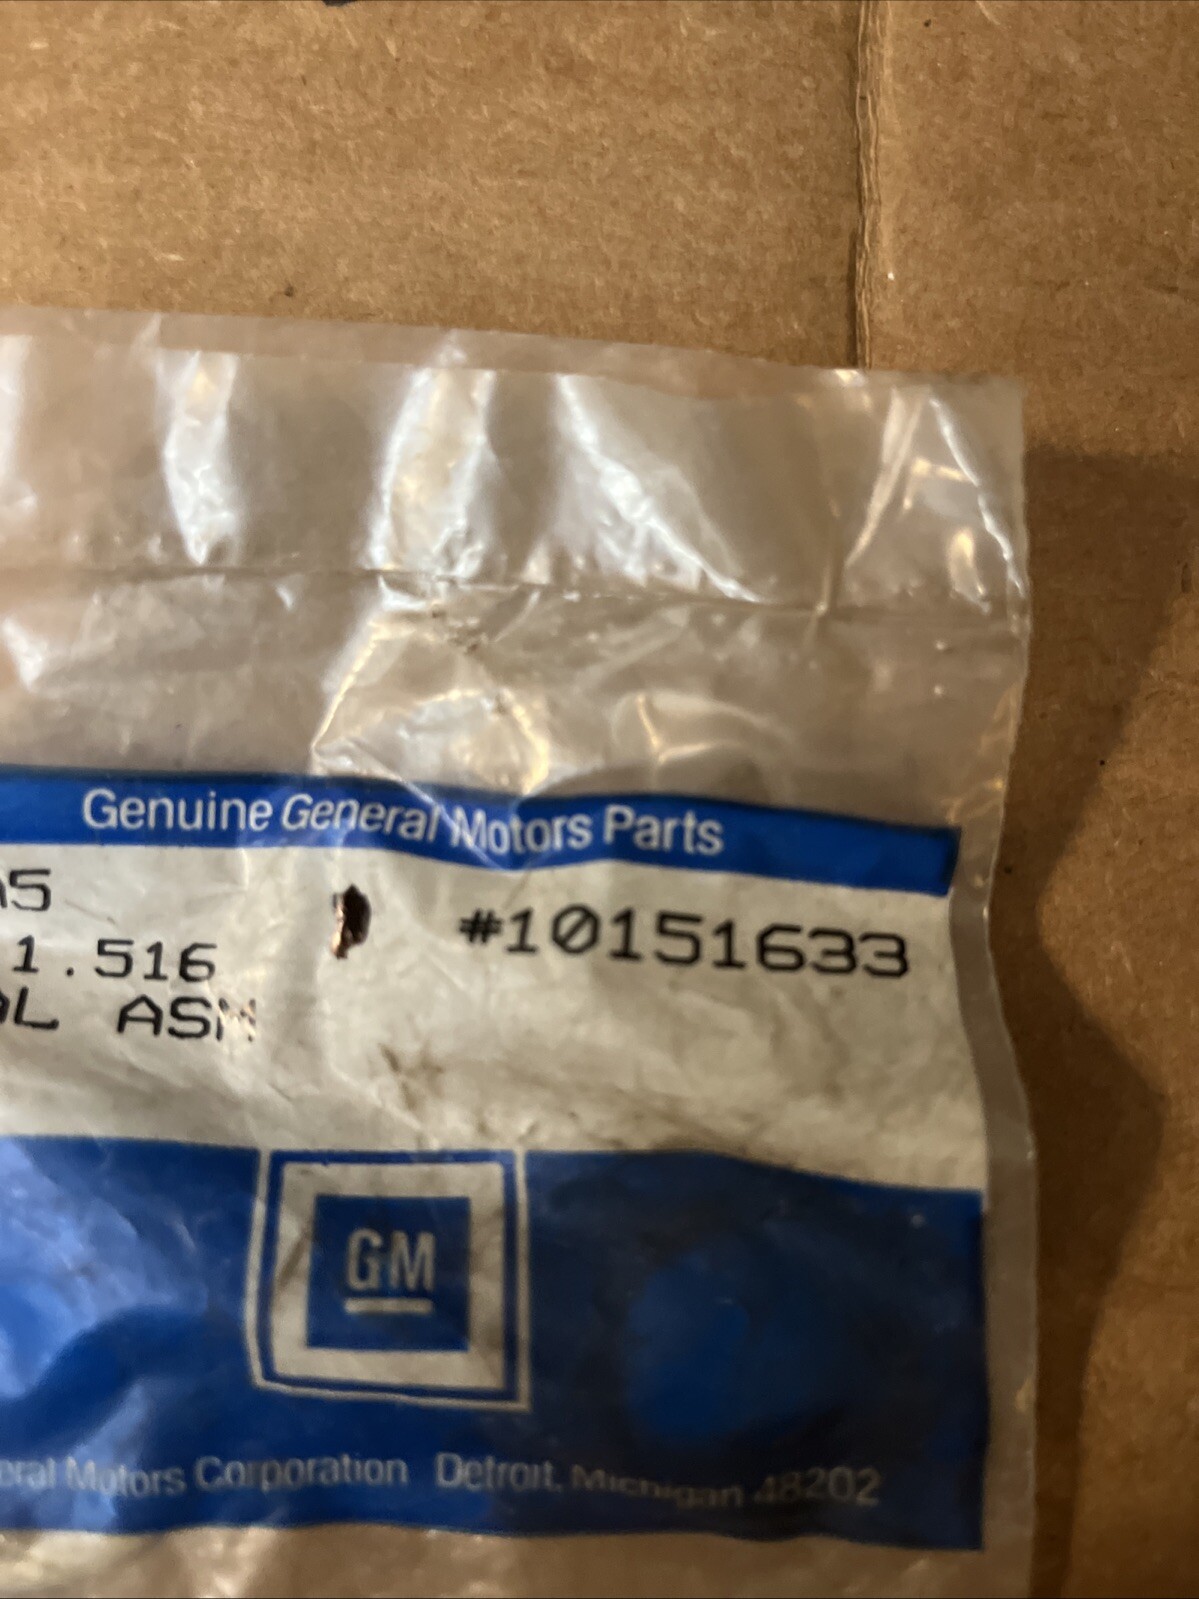 Genuine General Motors Parts
#10151633
1.516
ASM
GM
Motors Corporation Detroit, Michigan 48202